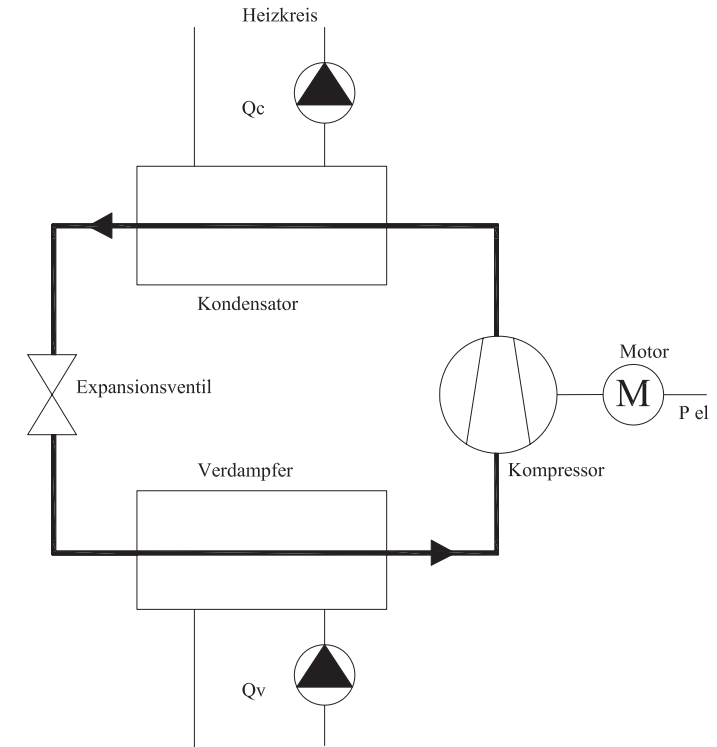 Heizkreis
Qc
Kondensator
Motor
Expansionsventil
M
P el
Verdampfer
Kompressor
Qv